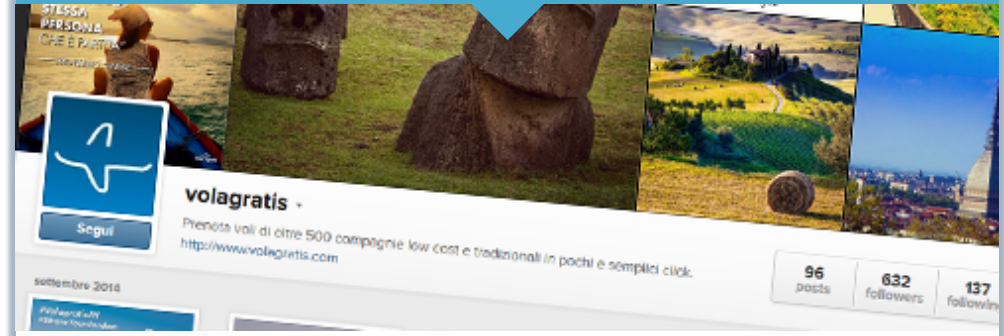 STESSA
PERSONA
CHE È PARTITA
volagratis
Segui
Prenota voli di oltre 500 compagnie low cost e tradizionali in pochi e semplici click.
http://www.volagratis.com
96
posts
632
followers
137
following
settembre 2014
#VolagratisPH